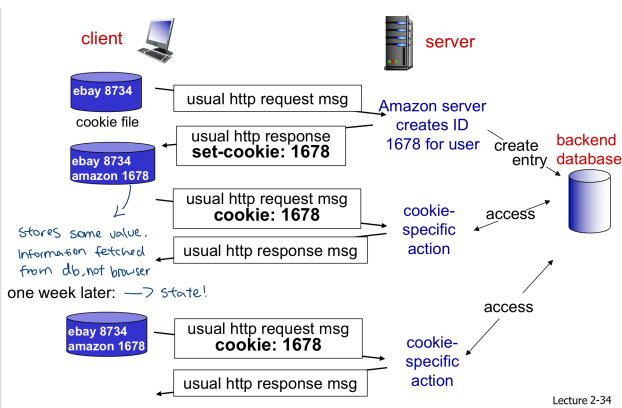 client
server
ebay 8734
cookie file
usual http request msg
Amazon server
creates ID
1678 for user
usual http response
set-cookie: 1678
create
entry
backend
database
ebay 8734
amazon 1678
usual http request msg
cookie: 1678
cookie-
specific
action
access
usual http response msg
stores some value.
Information fetched
from db, not browser
one week later: —> state!
access
ebay 8734
amazon 1678
usual http request msg
cookie: 1678
cookie-
specific
action
usual http response msg
Lecture 2-34